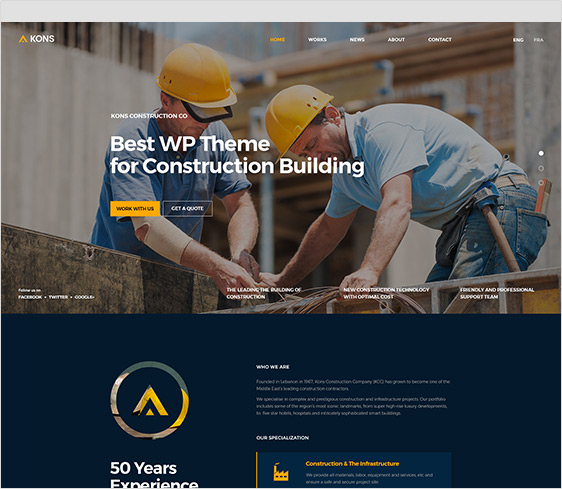 KONS
HOME WORKS NEWS ABOUT CONTACT
ENG FRA
KONS CONSTRUCTION CO
Best WP Theme
for Construction Building
WORK WITH US GET A QUOTE
Follow us on
FACEBOOK • TWITTER • GOOGLE+
THE LEADING THE BUILDING OF
CONSTRUCTION
NEW CONSTRUCTION TECHNOLOGY
WITH OPTIMAL COST
FRIENDLY AND PROFESSIONAL
SUPPORT TEAM
50 Years
Experience
WHO WE ARE
Founded in Lebanon in 1967, Kons Construction Company (KCC) has grown to become one of the
Middle East's leading construction contractors.
We specialise in complex and prestigious construction and infrastructure projects. Our portfolio
includes some of the region's most iconic landmarks, from super high-rise luxury developments,
to five-star hotels, hospitals and intricately sophisticated smart buildings.
OUR SPECIALIZATION
Construction & The Infrastructure
We provide all materials, labor, equipment and services, etc and
ensure a safe and secure project site.